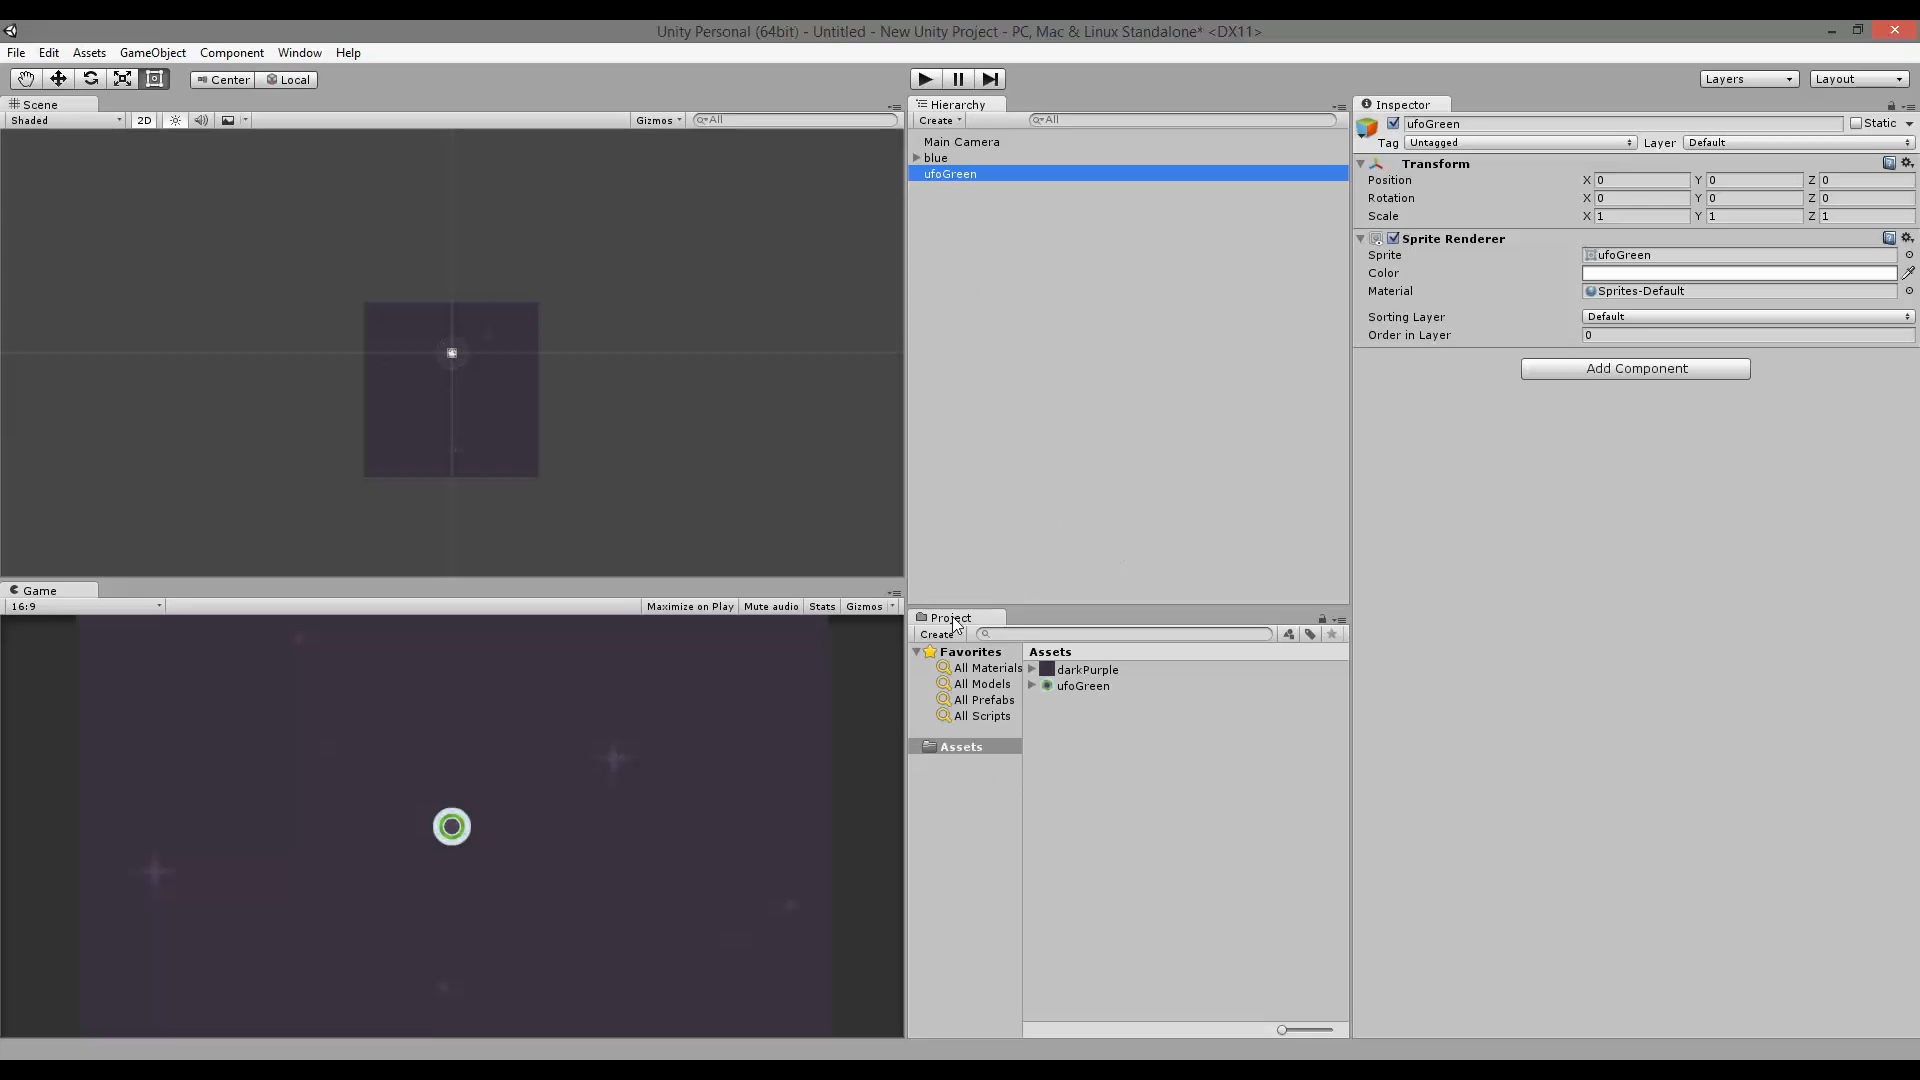 Unity Personal (64bit) - Untitled - New Unity Project - PC, Mac & Linux Standalone* <DX11>
File Edit Assets GameObject Component Window Help
Center Local
Layers Layout
Scene
Shaded 2D Gizmos All
Hierarchy
Create All
Main Camera
blue
ufoGreen
Inspector
ufoGreen Static
Tag Untagged Layer Default
Transform
Position X 0 Y 0 Z 0
Rotation X 0 Y 0 Z 0
Scale X 1 Y 1 Z 1
Sprite Renderer
Sprite ufoGreen
Color
Material Sprites-Default
Sorting Layer Default
Order in Layer 0
Add Component
Game
16:9 Maximize on Play Mute audio Stats Gizmos
Project
Create
Favorites
All Materials
All Models
All Prefabs
All Scripts
Assets
Assets
darkPurple
ufoGreen